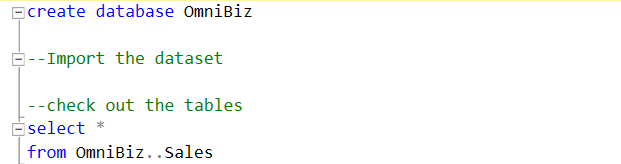 create database OmniBiz
--Import the dataset
--check out the tables
select *
from OmniBiz..Sales